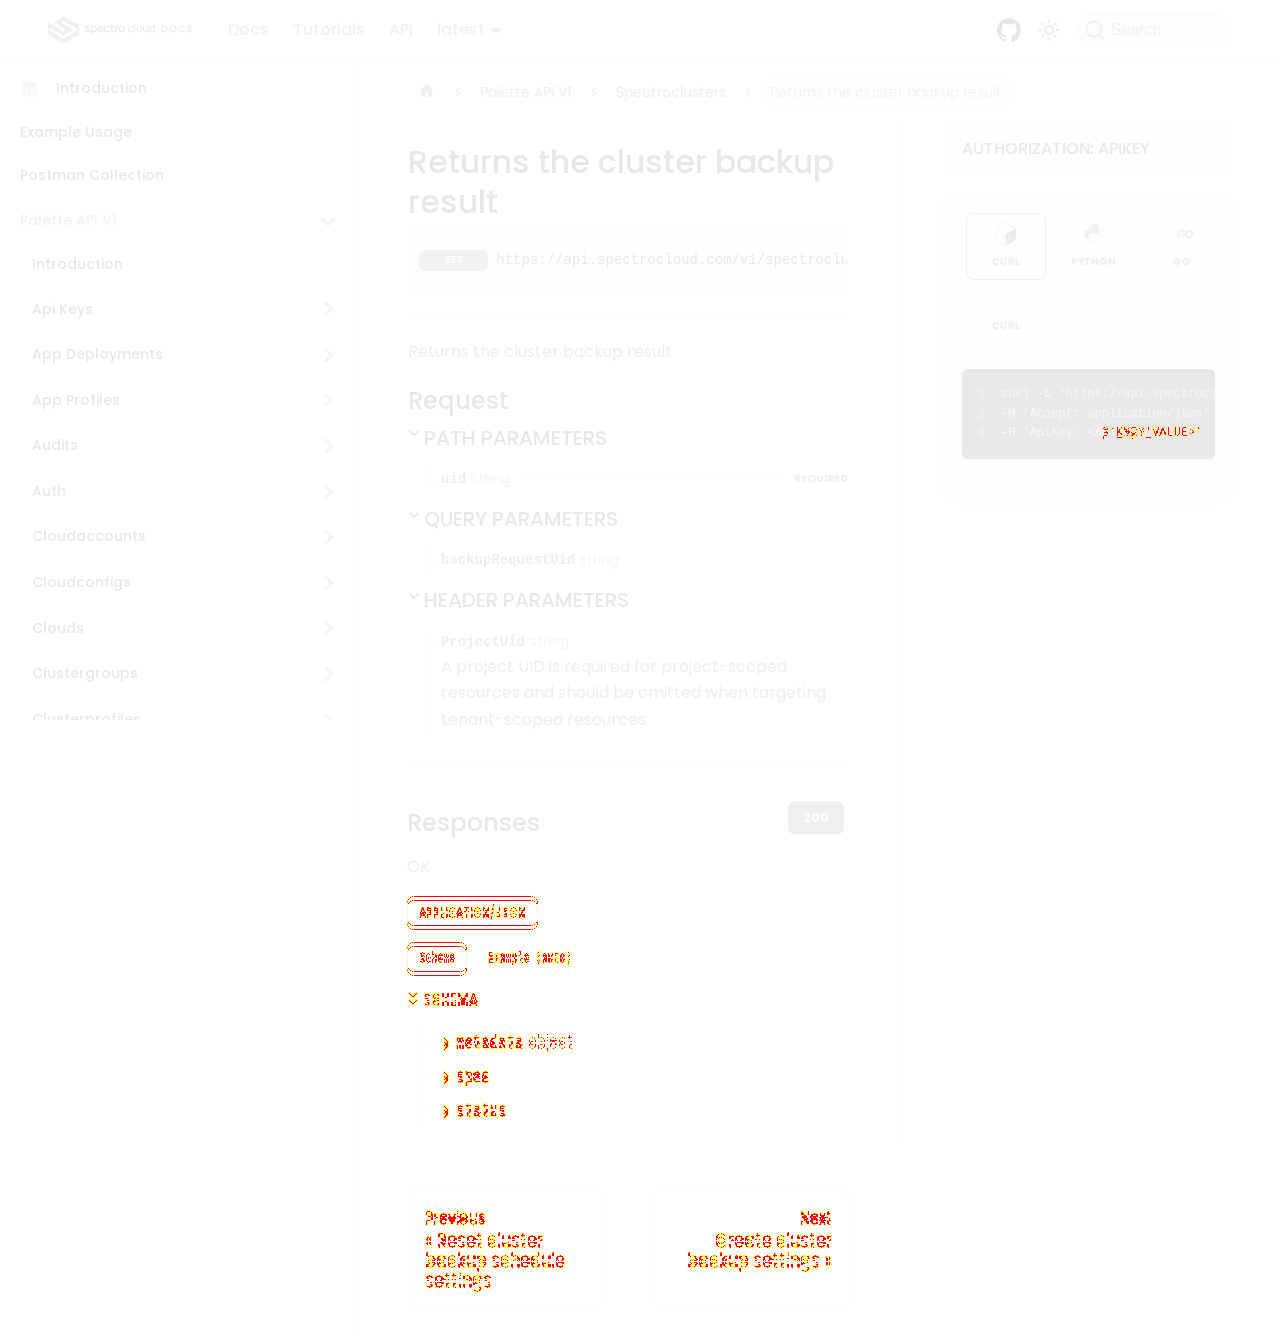 spectro cloud DOCS
Docs
Tutorials
API
latest
Search
Introduction
Example Usage
Postman Collection
Palette API V1
Introduction
Api Keys
App Deployments
App Profiles
Audits
Auth
Cloudaccounts
Cloudconfigs
Clouds
Clustergroups
Clusterprofiles
Palette API V1
Spectroclusters
Returns the cluster backup result
Returns the cluster backup
result
GET https://api.spectrocloud.com/v1/spectroclu
Returns the cluster backup result
Request
PATH PARAMETERS
uid string REQUIRED
QUERY PARAMETERS
backupRequestUid string
HEADER PARAMETERS
ProjectUid string
A project UID is required for project-scoped
resources and should be omitted when targeting
tenant-scoped resources
Responses
200
OK
APPLICATION/JSON
Schema Example (auto)
SCHEMA
metadata object
spec
status
Previous
« Reset cluster
backup schedule
settings
Next
Create cluster
backup settings »
AUTHORIZATION: APIKEY
CURL
PYTHON
GO
GO
CURL
1 curl -L 'https://api.spectrocl
2 -H 'Accept: application/json'
3 -H 'ApiKey: